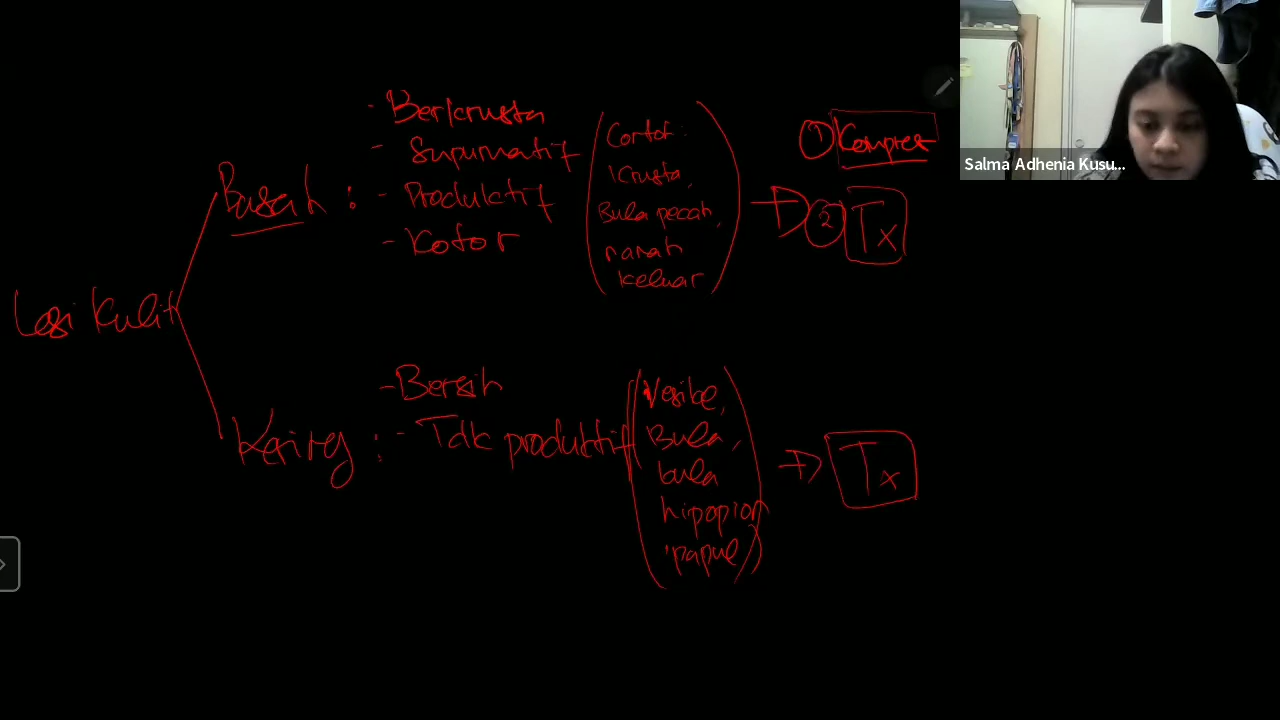 Lesi Kulit
Basah :
- Berkrusta
- Supuratif
- Produktif
- Kotor
(Contoh :
Krusta,
Bula pecah,
nanah
keluar)
① Kompres
② Tx
Kering :
- Bersih
- Tdk produktif
(Vesikel,
Bula,
bula
hipopion
papul)
Tx
Salma Adhenia Kusu...